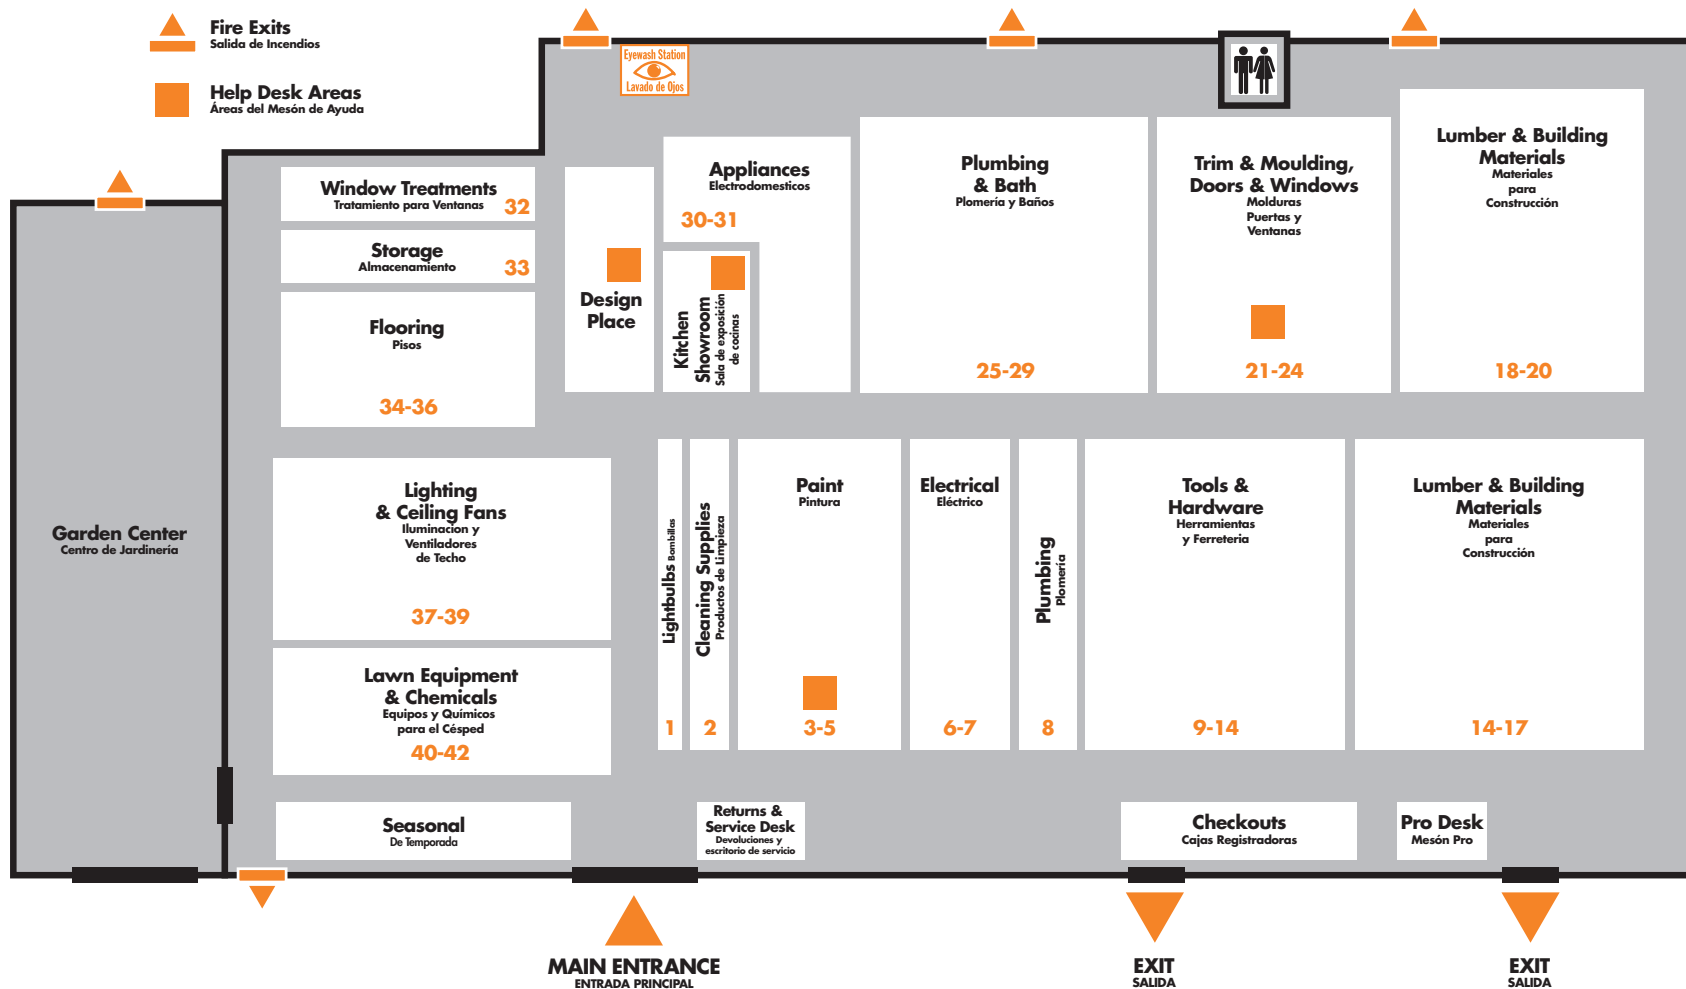 Fire Exits
Salida de Incendios
Help Desk Areas
Áreas del Mesón de Ayuda
Eyewash Station
Lavado de Ojos
Window Treatments
Tratamiento para Ventanas
32
Storage
Almacenamiento
33
Flooring
Pisos
34-36
Design
Place
Appliances
Electrodomesticos
30-31
Kitchen
Showroom
Sala de exposición
de cocinas
Plumbing
& Bath
Plomería y Baños
25-29
Trim & Moulding,
Doors & Windows
Molduras
Puertas y
Ventanas
21-24
Lumber & Building
Materials
Materiales
para
Construcción
18-20
Garden Center
Centro de Jardinería
Lighting
& Ceiling Fans
Iluminacion y
Ventiladores
de Techo
37-39
Lawn Equipment
& Chemicals
Equipos y Químicos
para el Césped
40-42
Lightbulbs Bombillas
1
Cleaning Supplies
Productos de Limpieza
2
Paint
Pintura
3-5
Electrical
Eléctrico
6-7
Plumbing
Plomería
8
Tools &
Hardware
Herramientas
y Ferreteria
9-14
Lumber & Building
Materials
Materiales
para
Construcción
14-17
Seasonal
De Temporada
Returns &
Service Desk
Devoluciones y
escritorio de servicio
Checkouts
Cajas Registradoras
Pro Desk
Mesón Pro
MAIN ENTRANCE
ENTRADA PRINCIPAL
EXIT
SALIDA
EXIT
SALIDA